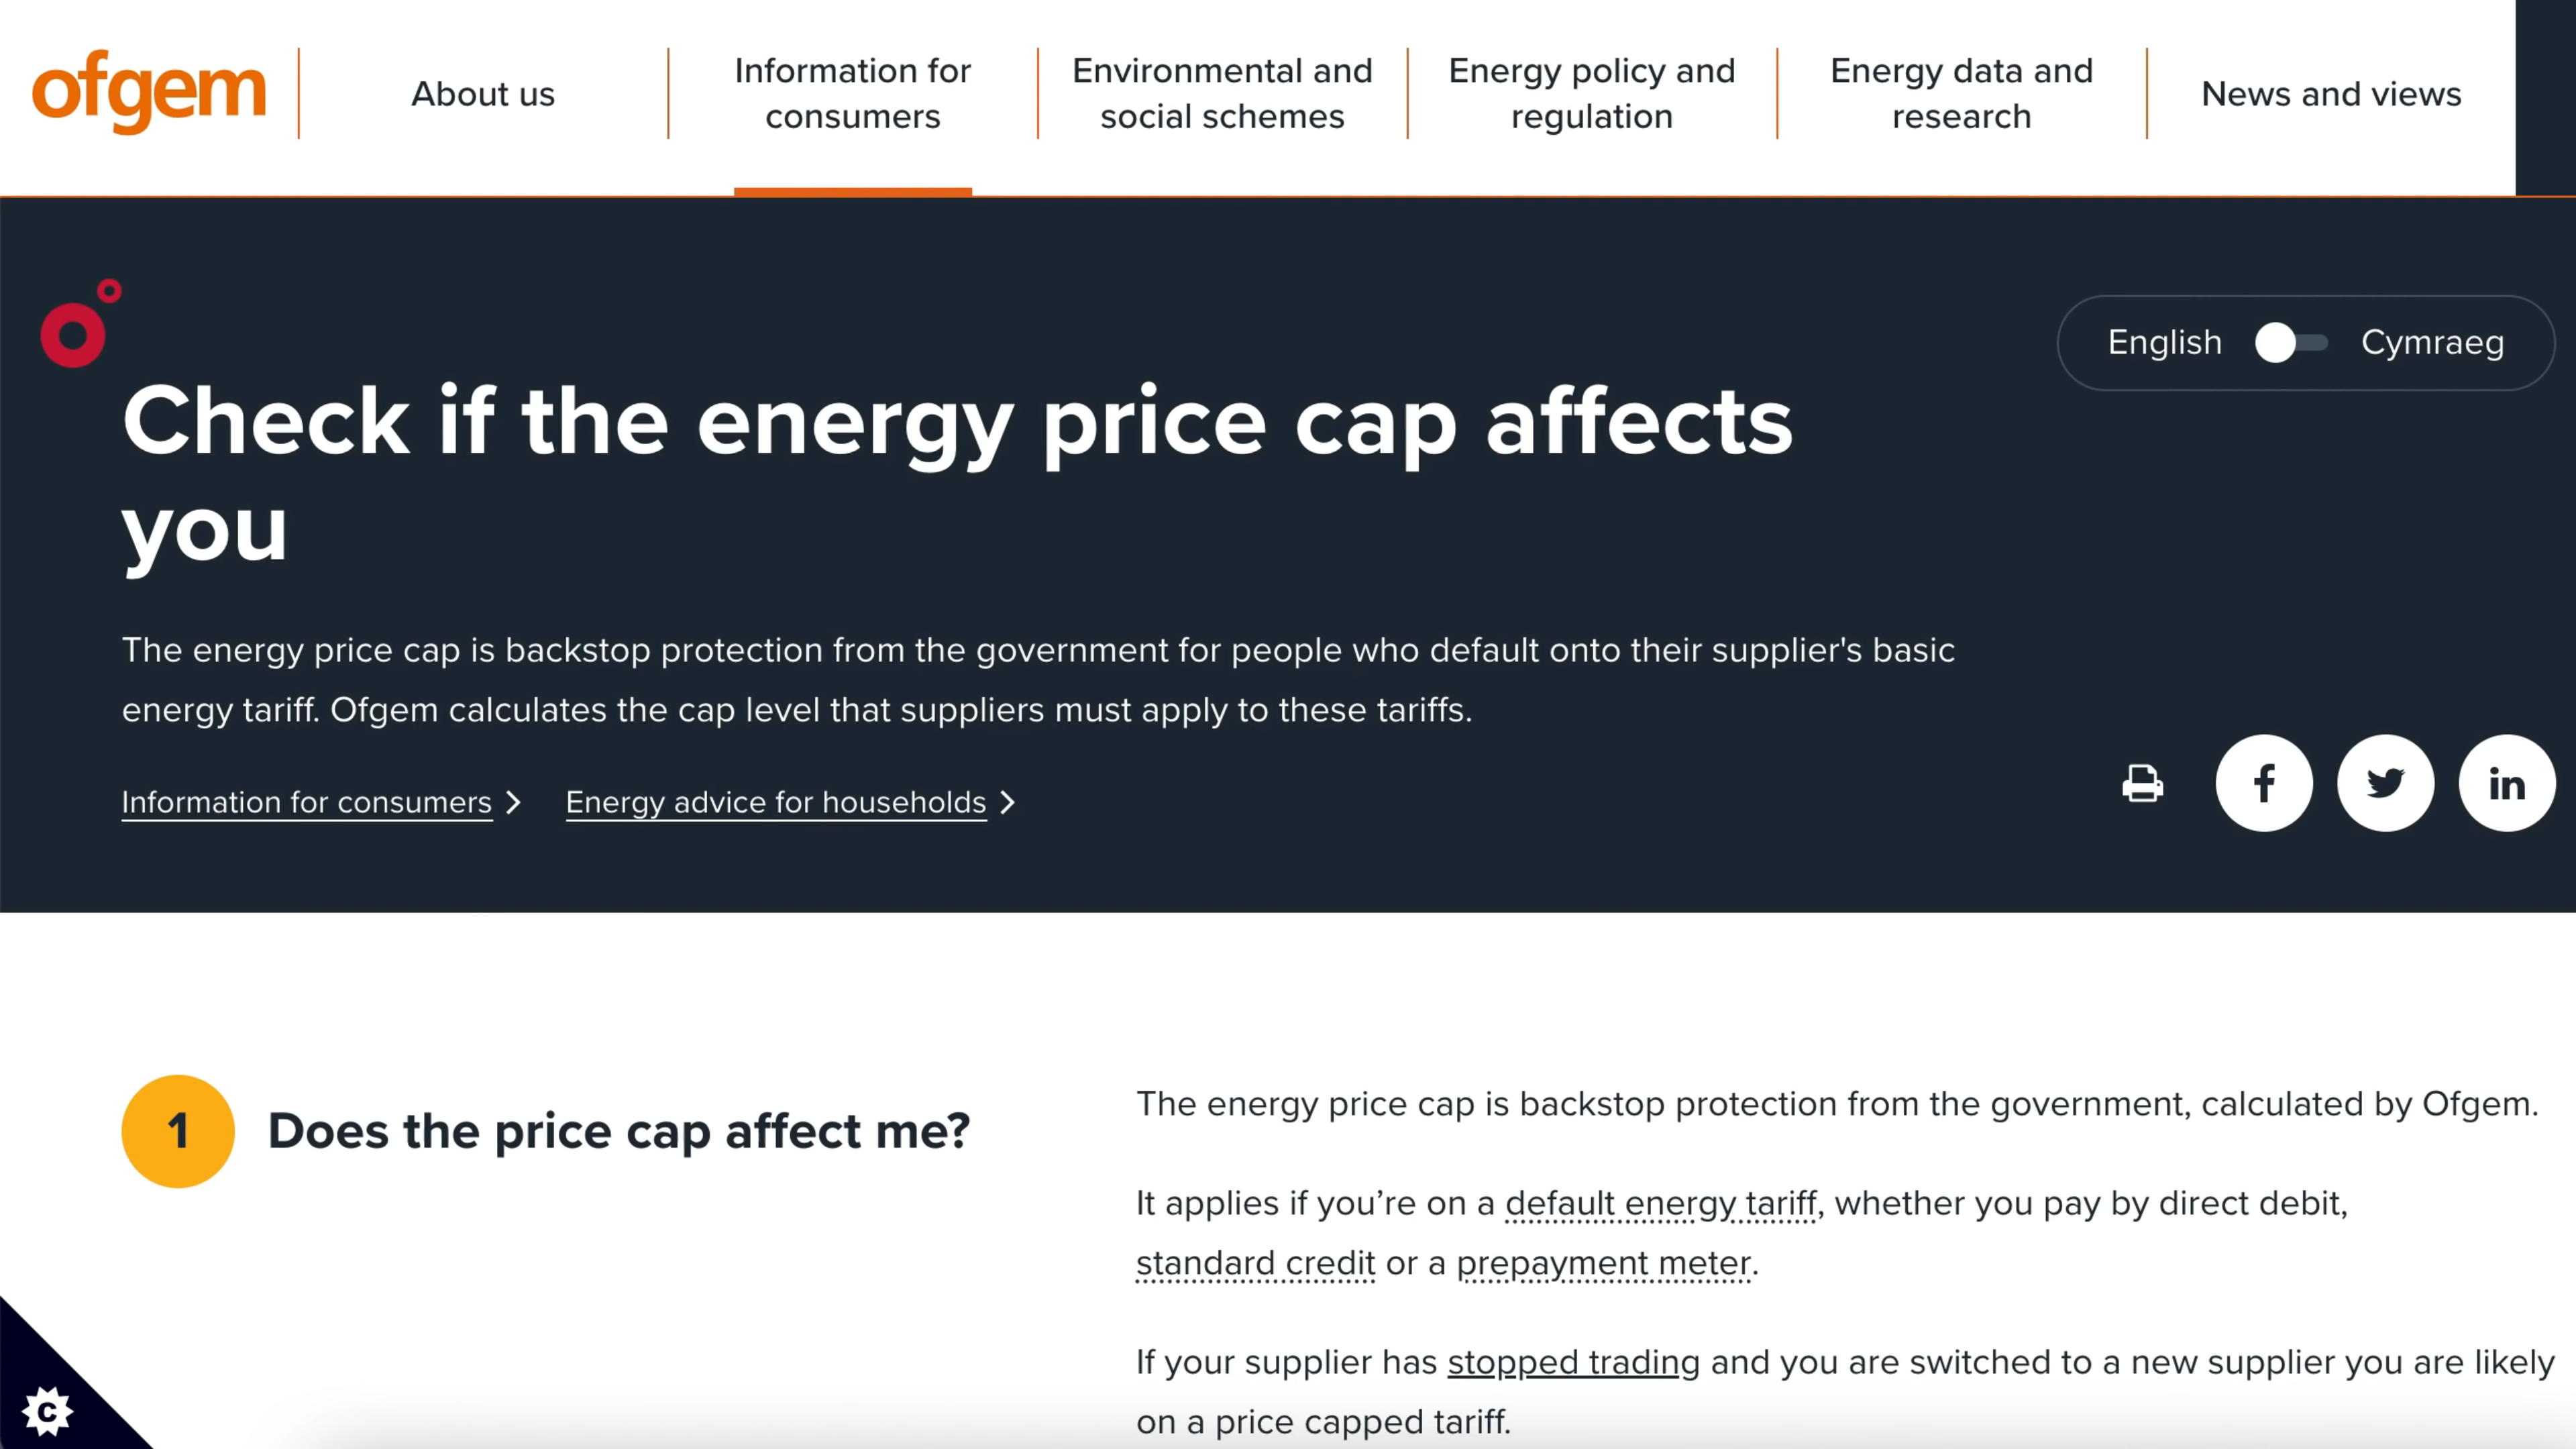 ofgem
About us
Information for
consumers
Environmental and
social schemes
Energy policy and
regulation
Energy data and
research
News and views
English
Cymraeg
Check if the energy price cap affects
you
The energy price cap is backstop protection from the government for people who default onto their supplier's basic
energy tariff. Ofgem calculates the cap level that suppliers must apply to these tariffs.
Information for consumers
Energy advice for households
f
in
1
Does the price cap affect me?
The energy price cap is backstop protection from the government, calculated by Ofgem.
It applies if you’re on a default energy tariff, whether you pay by direct debit,
standard credit or a prepayment meter.
If your supplier has stopped trading and you are switched to a new supplier you are likely
on a price capped tariff.
C